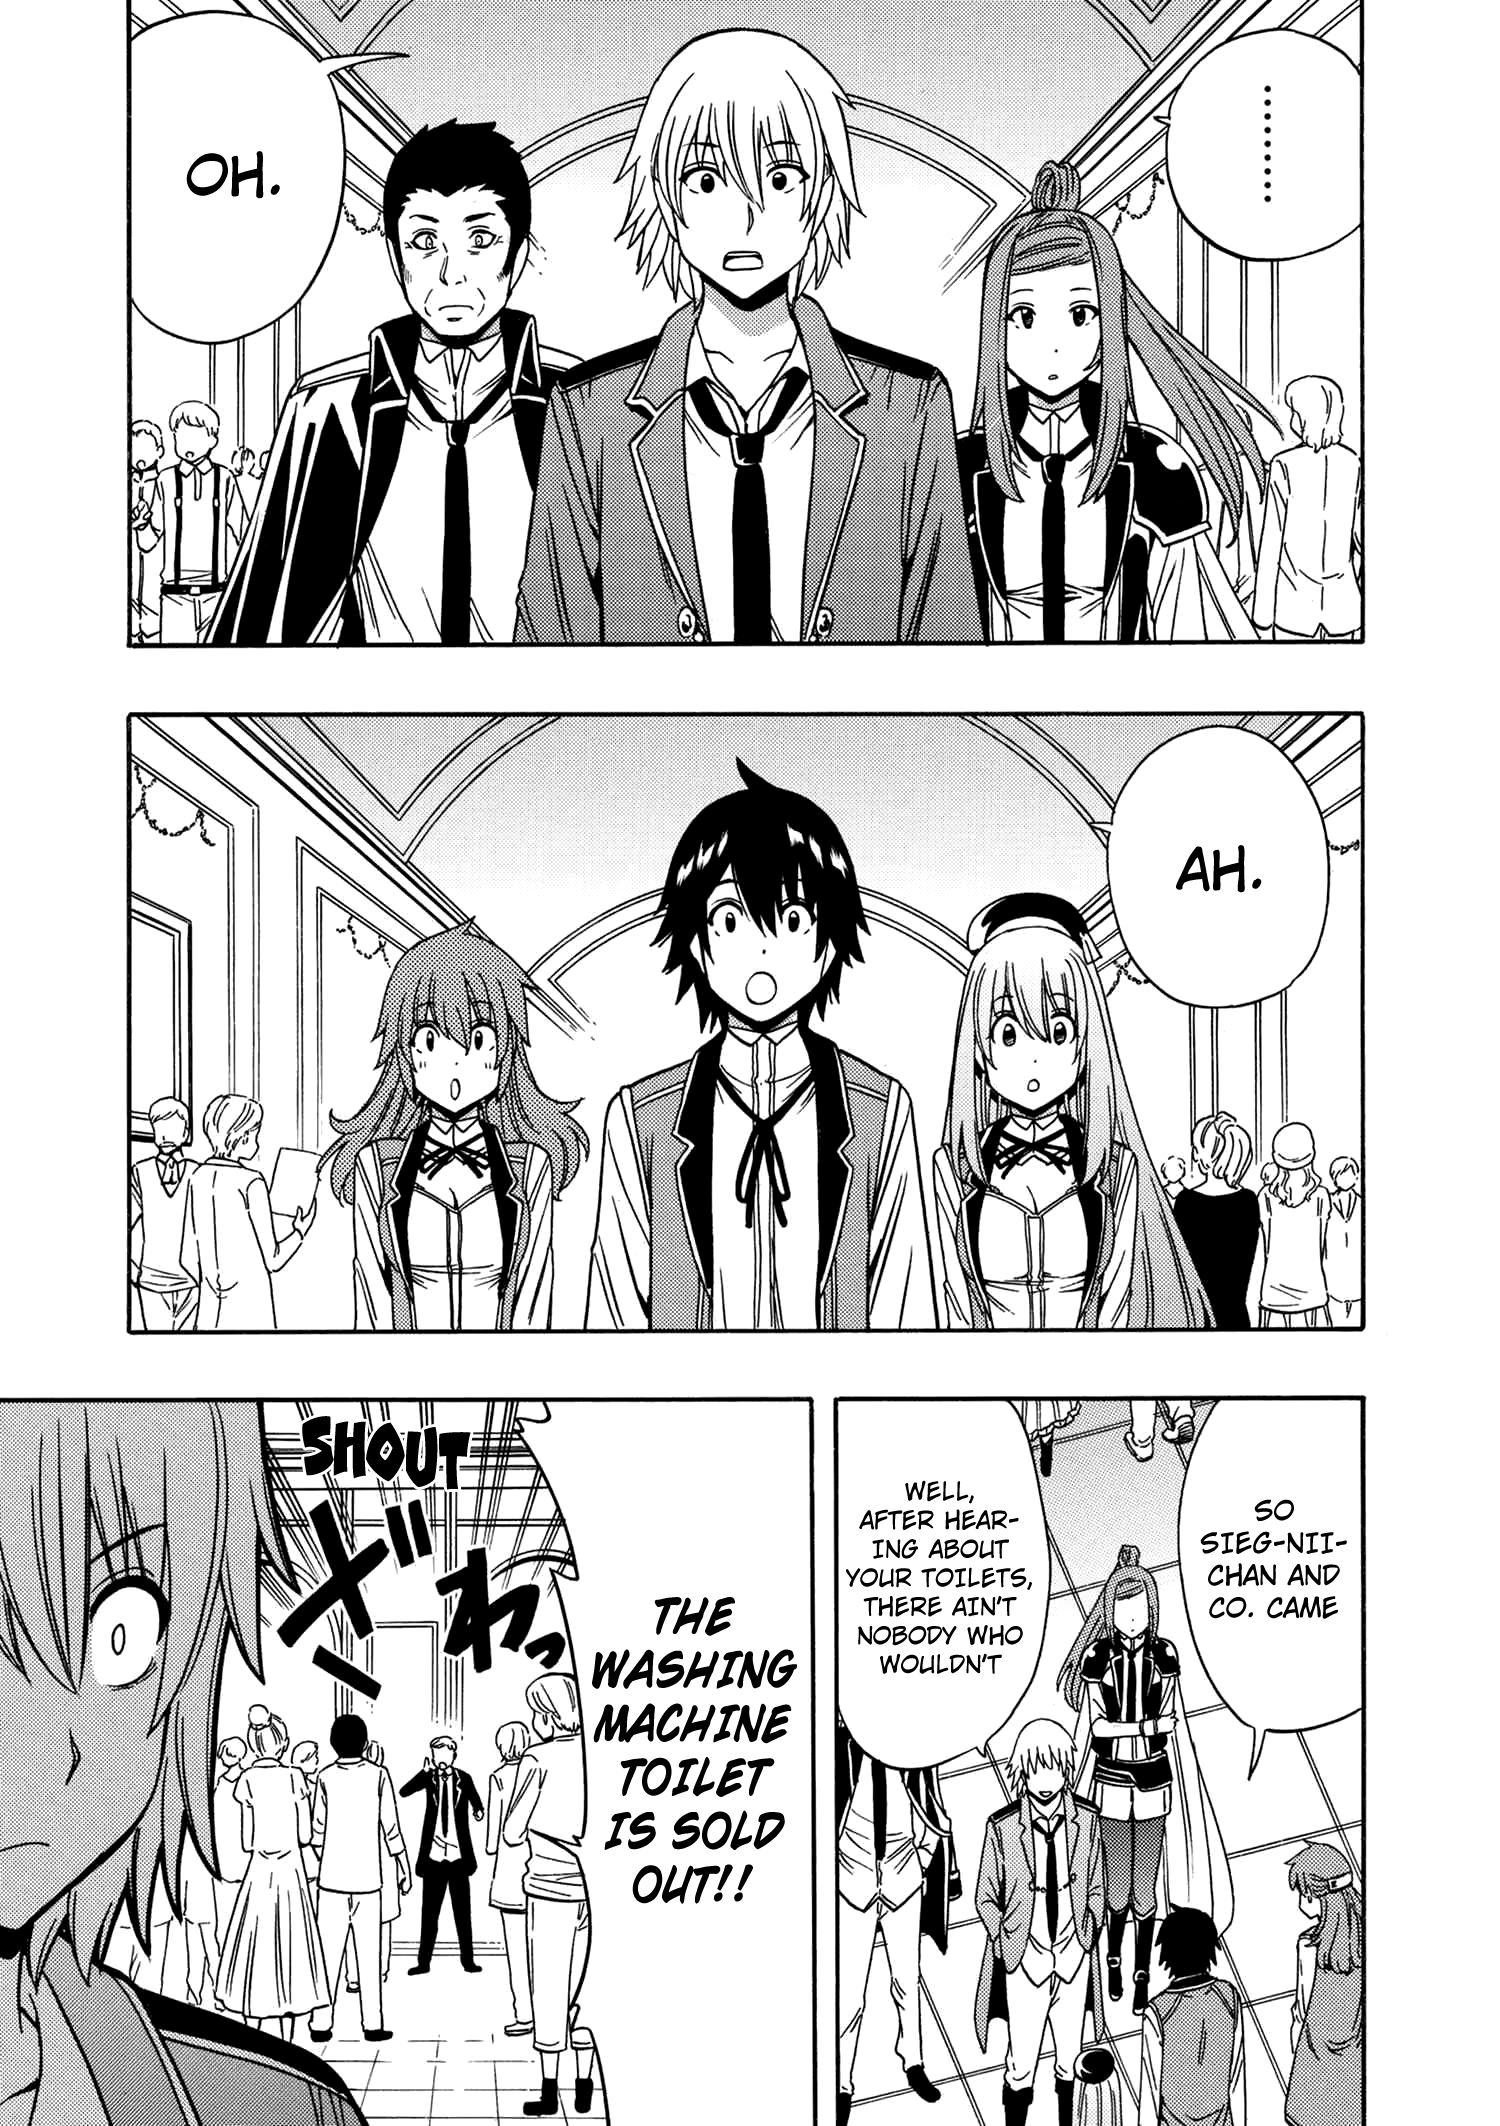 .........
OH.
AH.
SO
SIEG-NII-
CHAN AND
CO. CAME
WELL,
AFTER HEAR-
ING ABOUT
YOUR TOILETS,
THERE AIN'T
NOBODY WHO
WOULDN'T
THE
WASHING
MACHINE
TOILET
IS SOLD
OUT!!
SHOUT
ざわっ